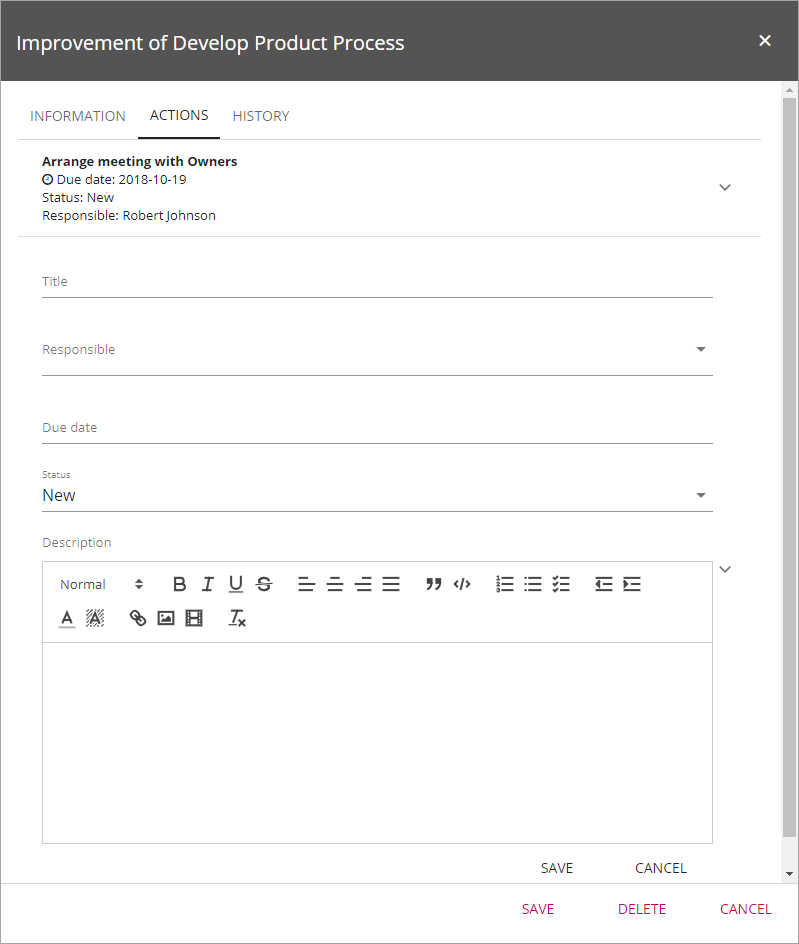 Improvement of Develop Product Process
INFORMATION ACTIONS HISTORY
Arrange meeting with Owners
Due date: 2018-10-19
Status: New
Responsible: Robert Johnson
Title
Responsible
Due date
Status
New
Description
Normal
SAVE CANCEL
SAVE DELETE CANCEL